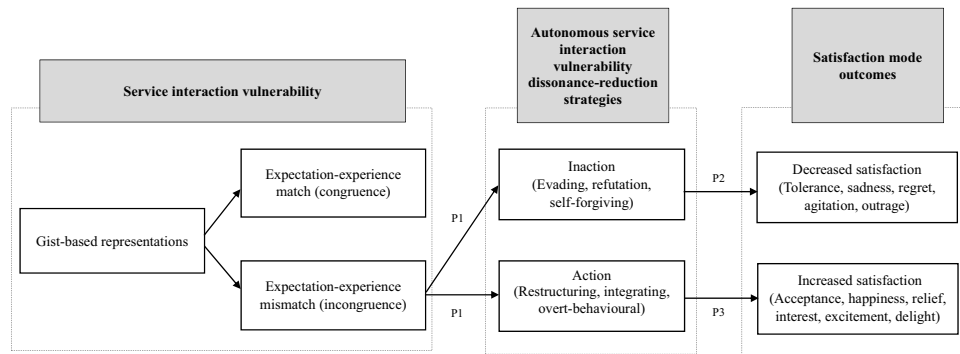 Service interaction vulnerability
Autonomous service
interaction
vulnerability
dissonance-reduction
strategies
Satisfaction mode
outcomes
Gist-based representations
Expectation-experience
match (congruence)
Expectation-experience
mismatch (incongruence)
P1
P1
Inaction
(Evading, refutation,
self-forgiving)
Action
(Restructuring, integrating,
overt-behavioural)
P2
P3
Decreased satisfaction
(Tolerance, sadness, regret,
agitation, outrage)
Increased satisfaction
(Acceptance, happiness, relief,
interest, excitement, delight)